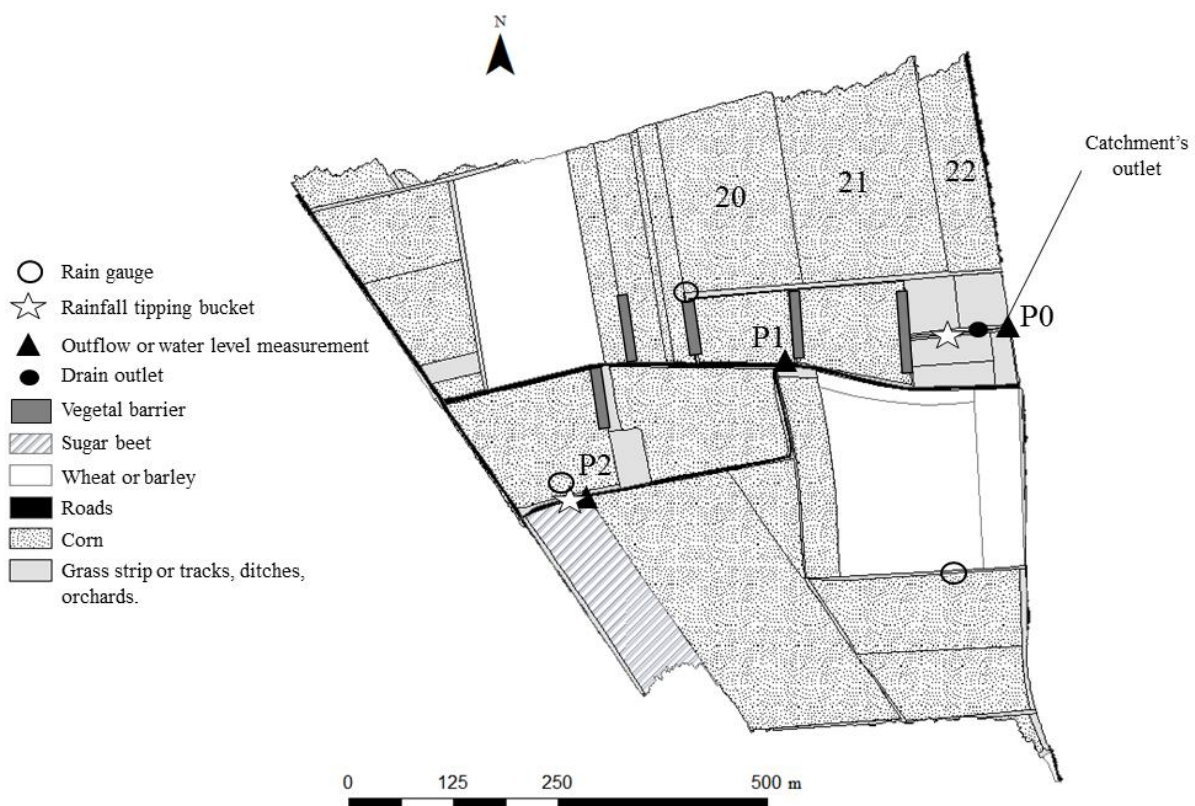 N
Catchment's
outlet
20
21
22
P0
P1
P2
Rain gauge
Rainfall tipping bucket
Outflow or water level measurement
Drain outlet
Vegetal barrier
Sugar beet
Wheat or barley
Roads
Corn
Grass strip or tracks, ditches,
orchards.
0 125 250 500 m